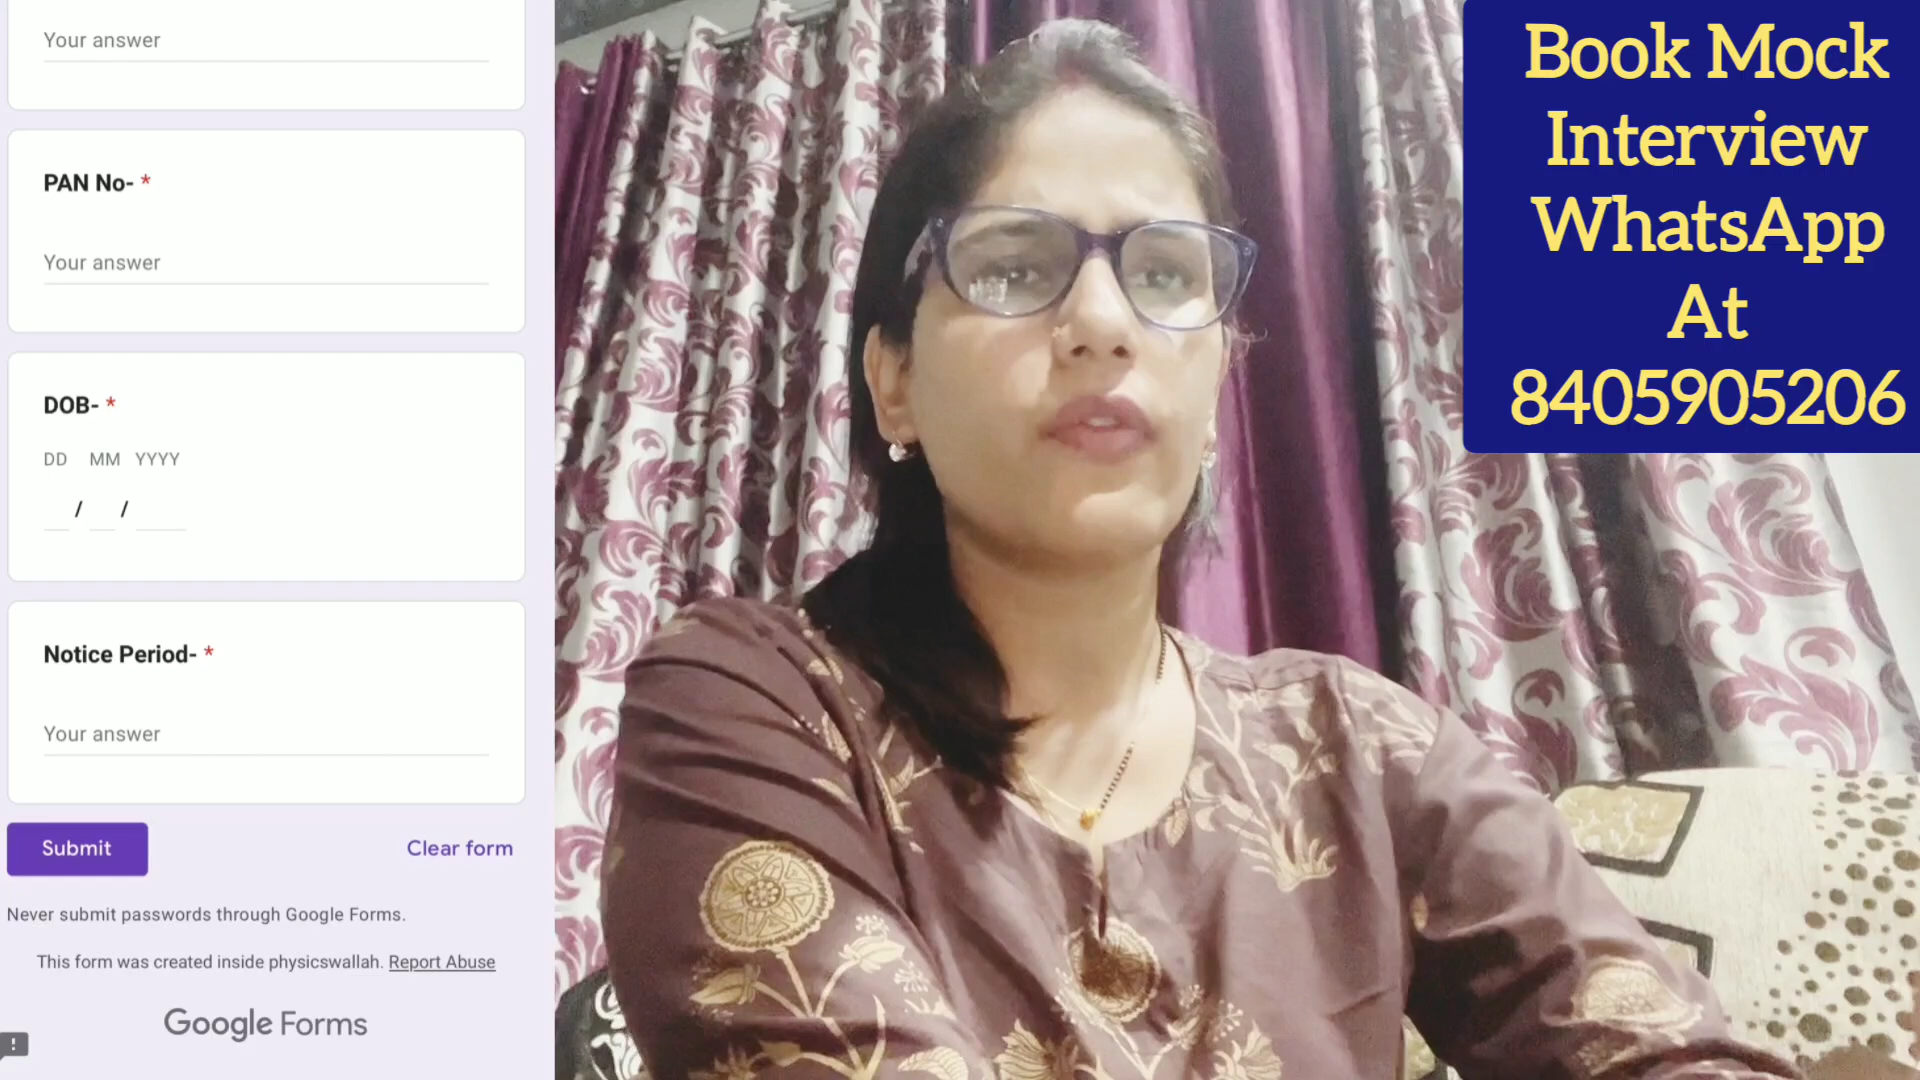 Your answer
PAN No- *
Your answer
DOB- *
DD MM YYYY
/ /
Notice Period- *
Your answer
Submit
Clear form
Never submit passwords through Google Forms.
This form was created inside physicswallah. Report Abuse
Google Forms
!
Book Mock
Interview
WhatsApp
At
8405905206